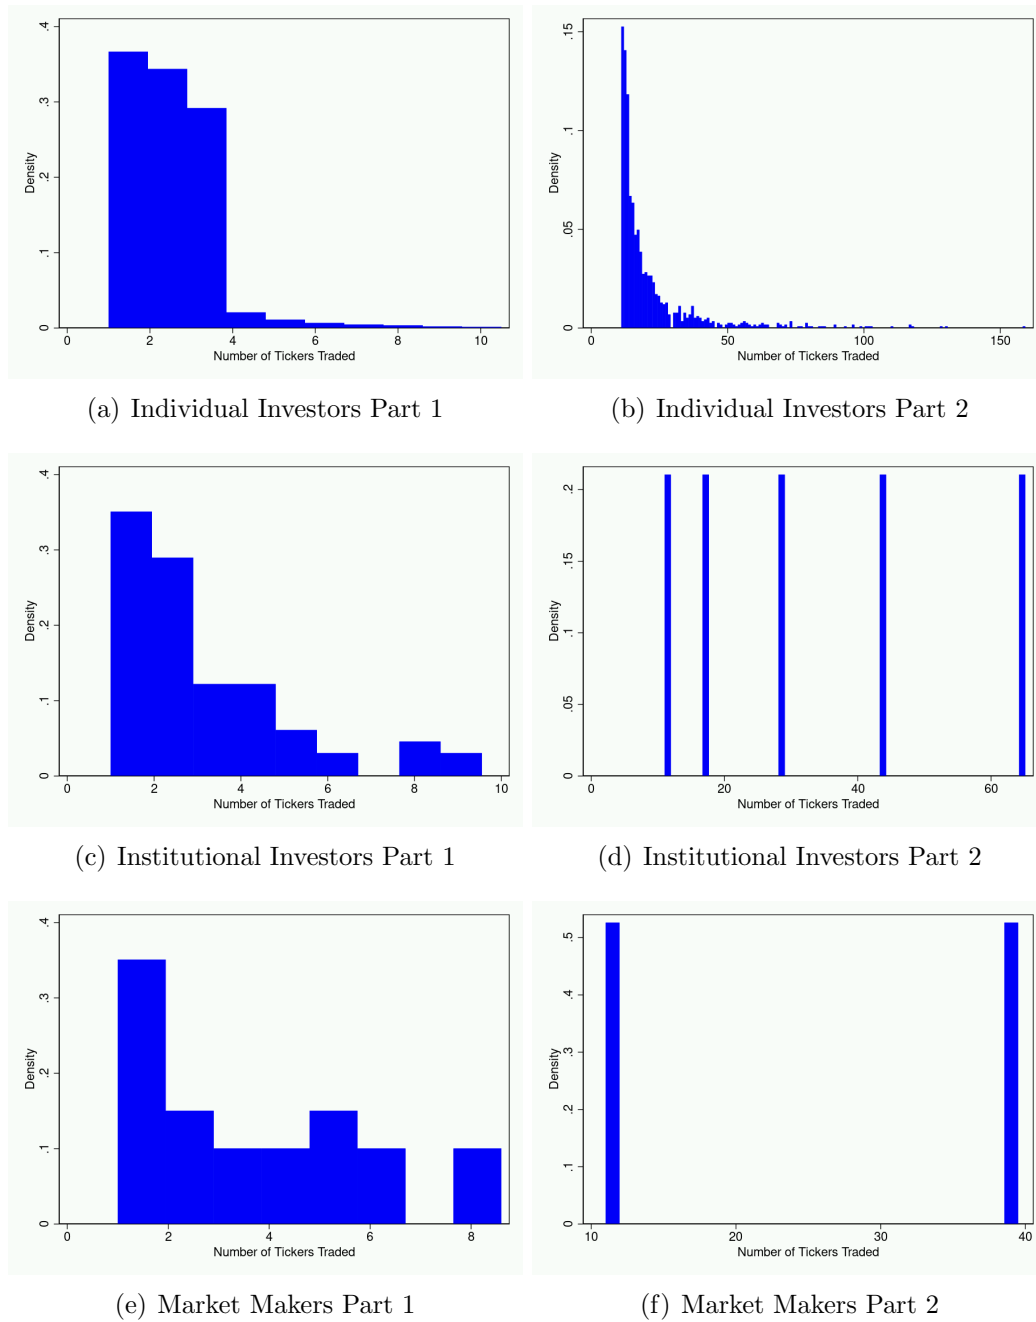 .4
.3
.2
.1
0
Density
0 2 4 6 8 10
Number of Tickers Traded
(a) Individual Investors Part 1
.15
.1
.05
0
Density
0 50 100 150
Number of Tickers Traded
(b) Individual Investors Part 2
.4
.3
.2
.1
0
Density
0 2 4 6 8 10
Number of Tickers Traded
(c) Institutional Investors Part 1
.2
.15
.1
.05
0
Density
0 20 40 60
Number of Tickers Traded
(d) Institutional Investors Part 2
.4
.3
.2
.1
0
Density
0 2 4 6 8
Number of Tickers Traded
(e) Market Makers Part 1
.5
.4
.3
.2
.1
0
Density
10 20 30 40
Number of Tickers Traded
(f) Market Makers Part 2